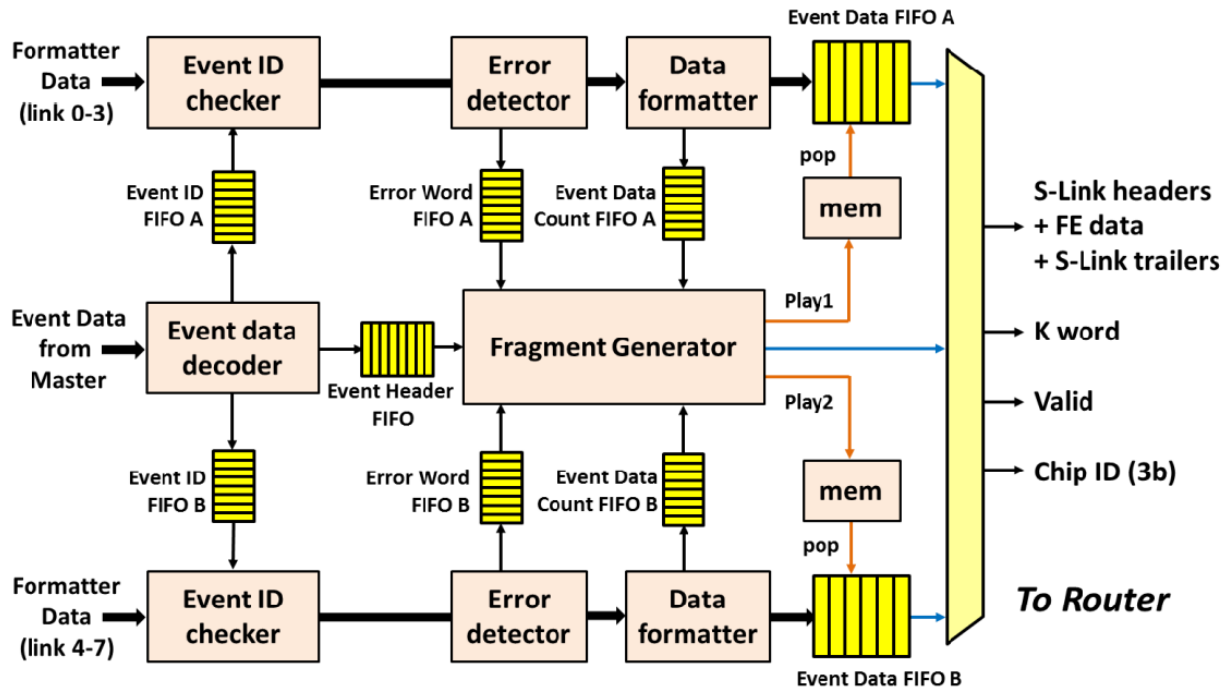 Event Data FIFO A
Formatter
Data
(link 0-3)
Event ID
checker
Error
detector
Data
formatter
pop
Event ID
FIFO A
Error Word
FIFO A
Event Data
Count FIFO A
mem
S-Link headers
+ FE data
+ S-Link trailers
Play1
Event Data
from
Master
Event data
decoder
Event Header
FIFO
Fragment Generator
K word
Play2
Valid
Event ID
FIFO B
Error Word
FIFO B
Event Data
Count FIFO B
mem
Chip ID (3b)
pop
Formatter
Data
(link 4-7)
Event ID
checker
Error
detector
Data
formatter
To Router
Event Data FIFO B